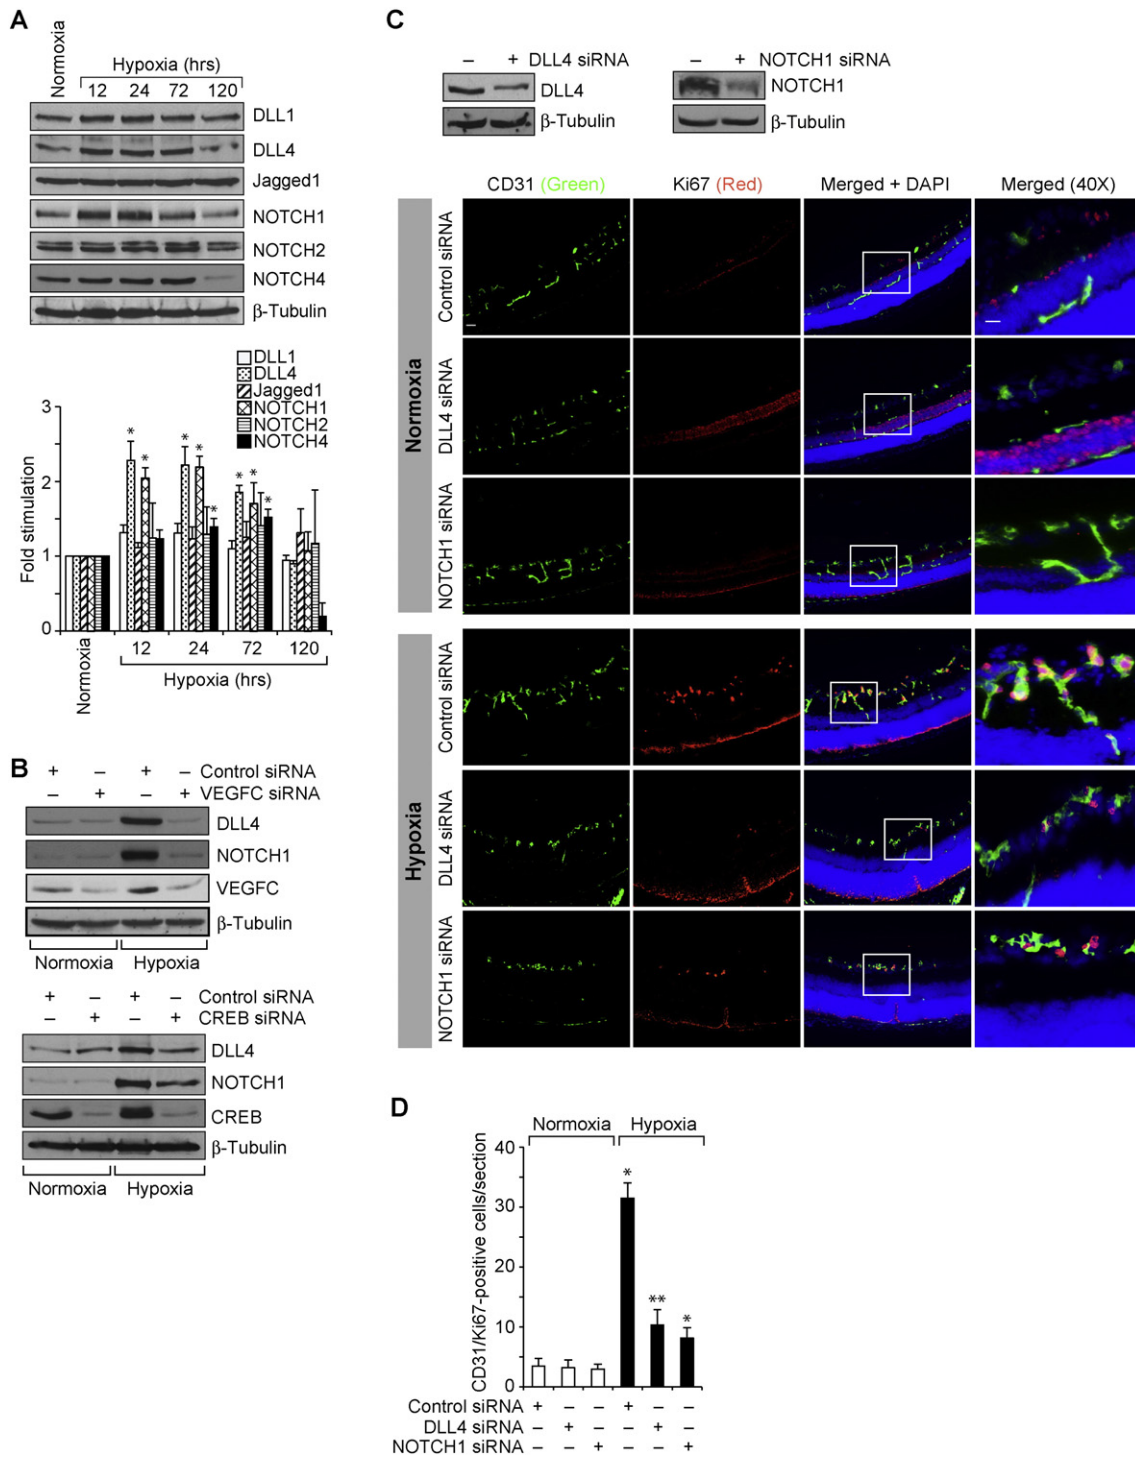 A
Normoxia
Hypoxia (hrs)
12 24 72 120
DLL1
DLL4
Jagged1
NOTCH1
NOTCH2
NOTCH4
β-Tubulin
DLL1
DLL4
Jagged1
NOTCH1
NOTCH2
NOTCH4
Fold stimulation
3
2
1
0
* * * * * * * *
Normoxia
12 24 72 120
Hypoxia (hrs)
B
+ – + – Control siRNA
– + – + VEGFC siRNA
DLL4
NOTCH1
VEGFC
β-Tubulin
Normoxia Hypoxia
+ – + – Control siRNA
– + – + CREB siRNA
DLL4
NOTCH1
CREB
β-Tubulin
Normoxia Hypoxia
C
– + DLL4 siRNA
DLL4
β-Tubulin
– + NOTCH1 siRNA
NOTCH1
β-Tubulin
CD31 (Green) Ki67 (Red) Merged + DAPI Merged (40X)
Normoxia
Control siRNA
DLL4 siRNA
NOTCH1 siRNA
Hypoxia
Control siRNA
DLL4 siRNA
NOTCH1 siRNA
D
Normoxia Hypoxia
CD31/Ki67-positive cells/section
40
30
20
10
0
* ** *
Control siRNA + – – + – –
DLL4 siRNA – + – – + –
NOTCH1 siRNA – – + – – +